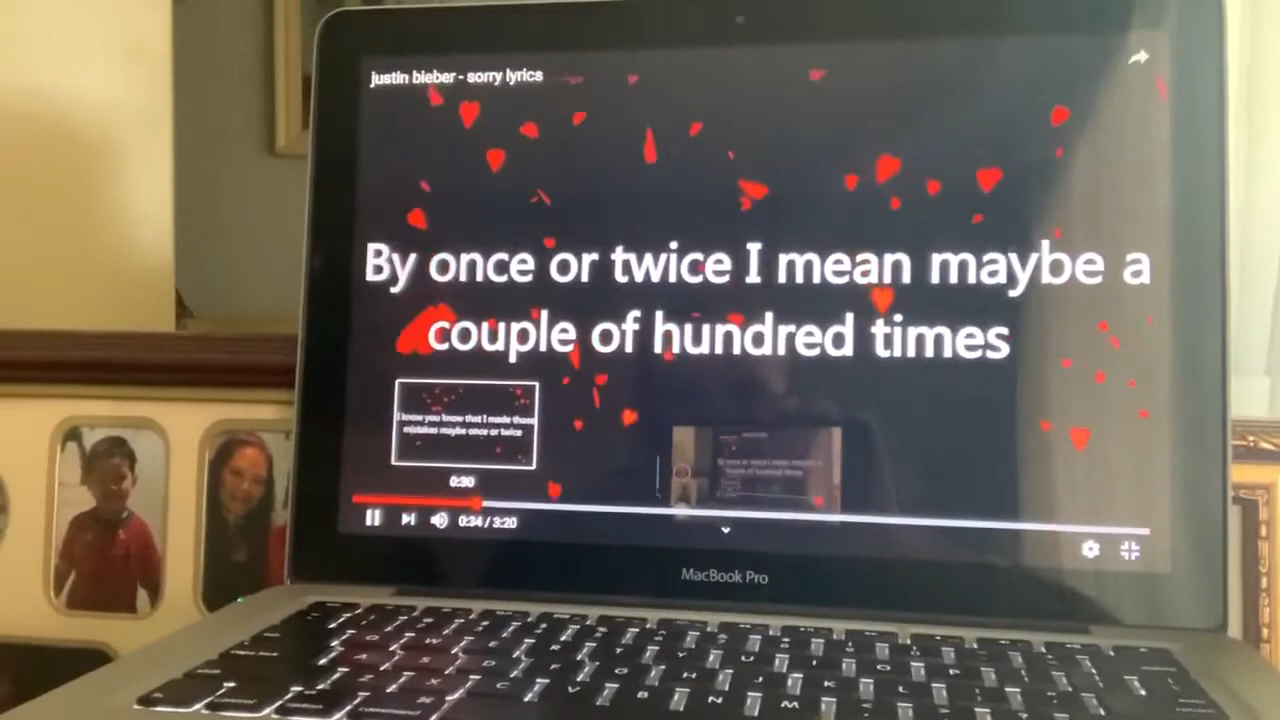 justin bieber - sorry lyrics
By once or twice I mean maybe a
couple of hundred times
I know you know that I made those
mistakes maybe once or twice
0:30
0:34 / 3:20
MacBook Pro